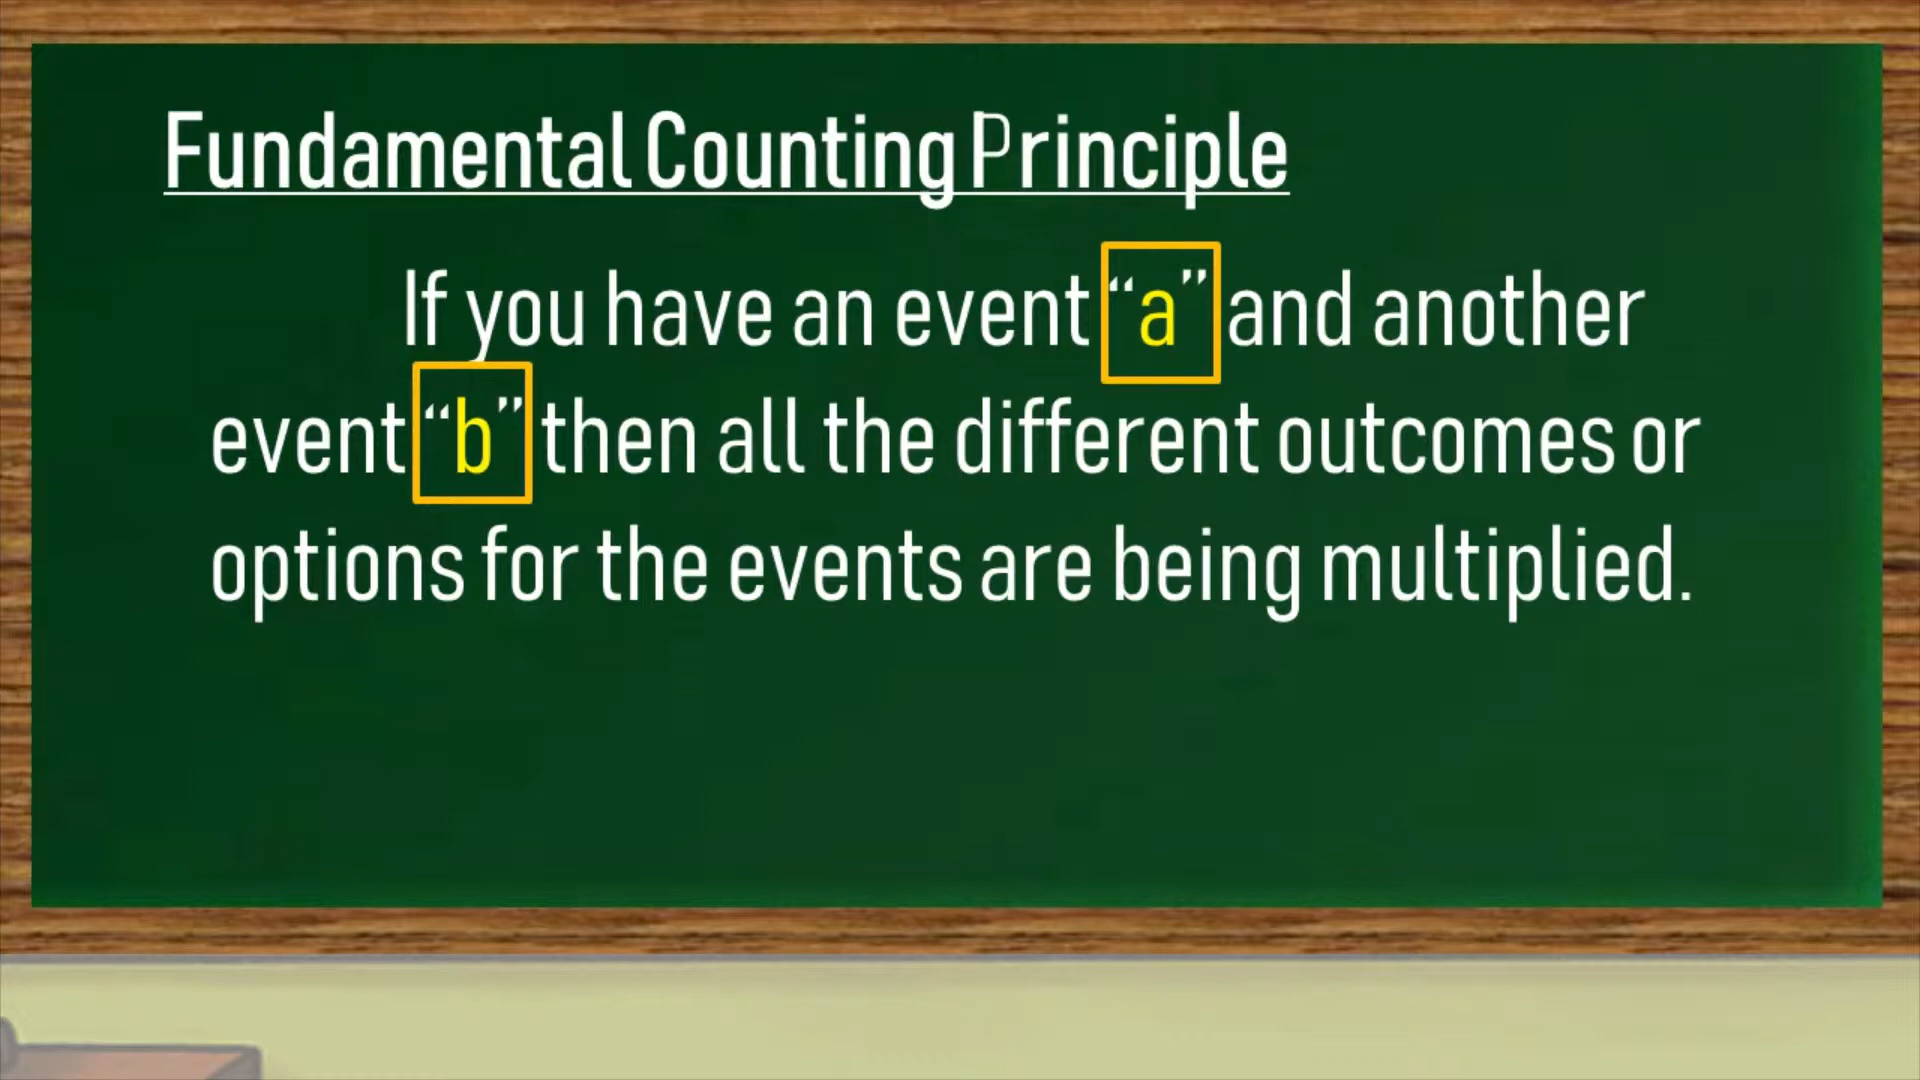 Fundamental Counting Principle
If you have an event “a” and another
event “b” then all the different outcomes or
options for the events are being multiplied.